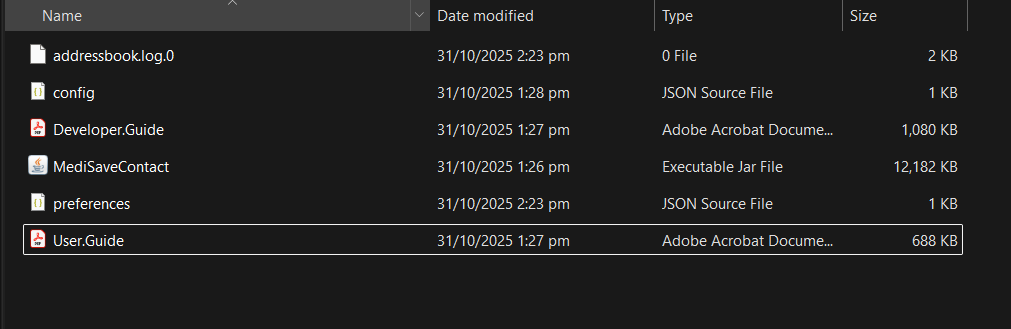 Name Date modified Type Size
addressbook.log.0 31/10/2025 2:23 pm 0 File 2 KB
config 31/10/2025 1:28 pm JSON Source File 1 KB
Developer.Guide 31/10/2025 1:27 pm Adobe Acrobat Docume... 1,080 KB
MediSaveContact 31/10/2025 1:26 pm Executable Jar File 12,182 KB
preferences 31/10/2025 2:23 pm JSON Source File 1 KB
User.Guide 31/10/2025 1:27 pm Adobe Acrobat Docume... 688 KB